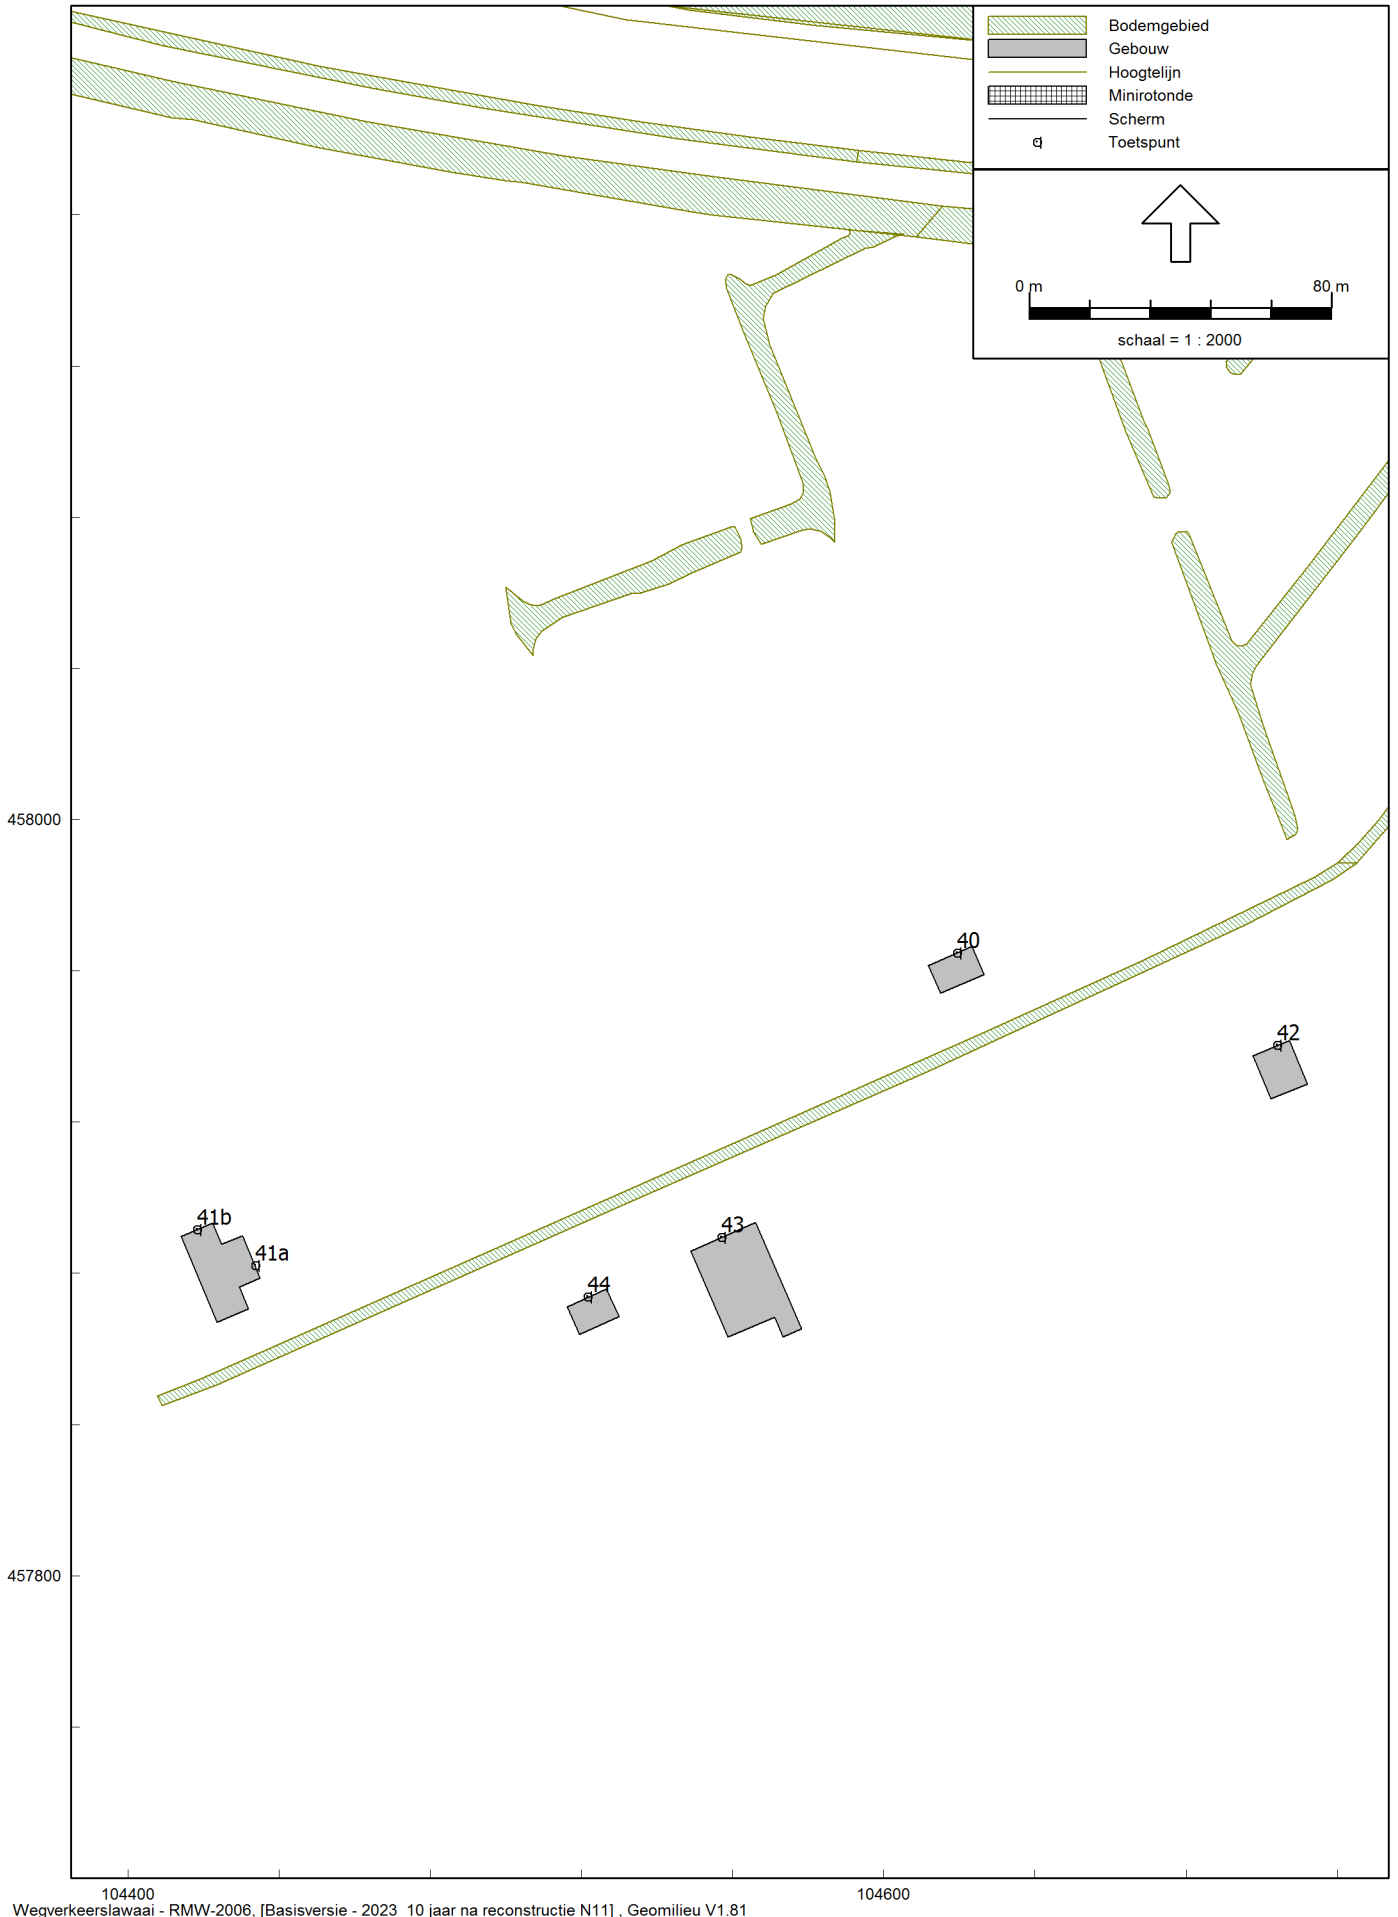 Bodemgebied
Gebouw
Hoogtelijn
Minirotonde
Scherm
Toetspunt
0 m 80 m
schaal = 1 : 2000
458000
40
42
41b
41a
43
44
457800
104400 104600
Wegverkeerslawaai - RMW-2006, [Basisversie - 2023 10 jaar na reconstructie N11] , Geomilieu V1.81